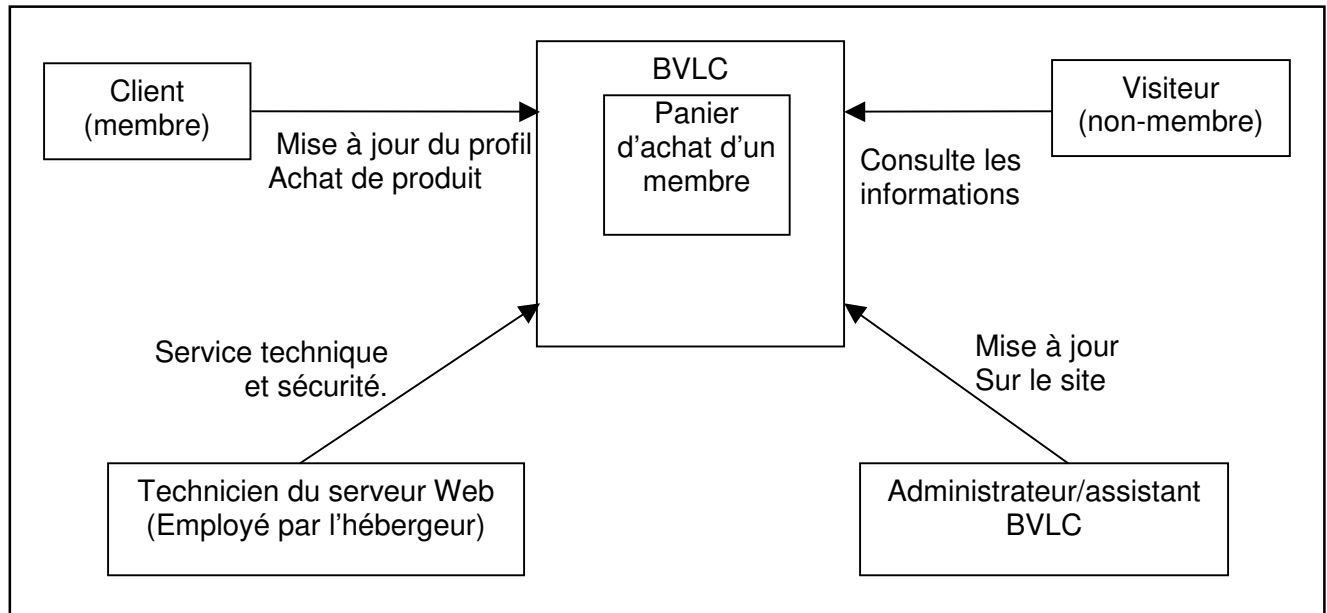 Client
(membre)
Mise à jour du profil
Achat de produit
BVLC
Panier
d'achat d'un
membre
Visiteur
(non-membre)
Consulte les
informations
Service technique
et sécurité.
Mise à jour
Sur le site
Technicien du serveur Web
(Employé par l'hébergeur)
Administrateur/assistant
BVLC